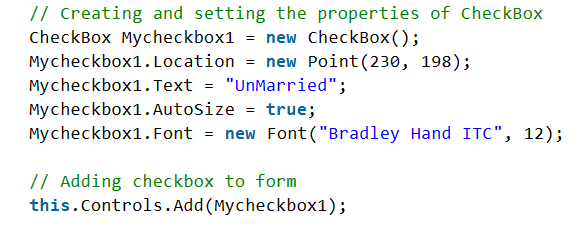 // Creating and setting the properties of CheckBox
CheckBox Mycheckbox1 = new CheckBox();
Mycheckbox1.Location = new Point(230, 198);
Mycheckbox1.Text = "UnMarried";
Mycheckbox1.AutoSize = true;
Mycheckbox1.Font = new Font("Bradley Hand ITC", 12);
// Adding checkbox to form
this.Controls.Add(Mycheckbox1);